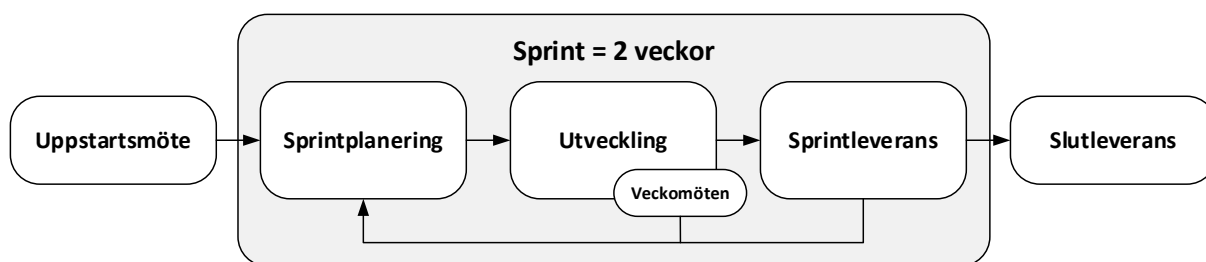 Sprint = 2 veckor
Uppstartsmöte
Sprintplanering
Utveckling
Veckomöten
Sprintleverans
Slutleverans